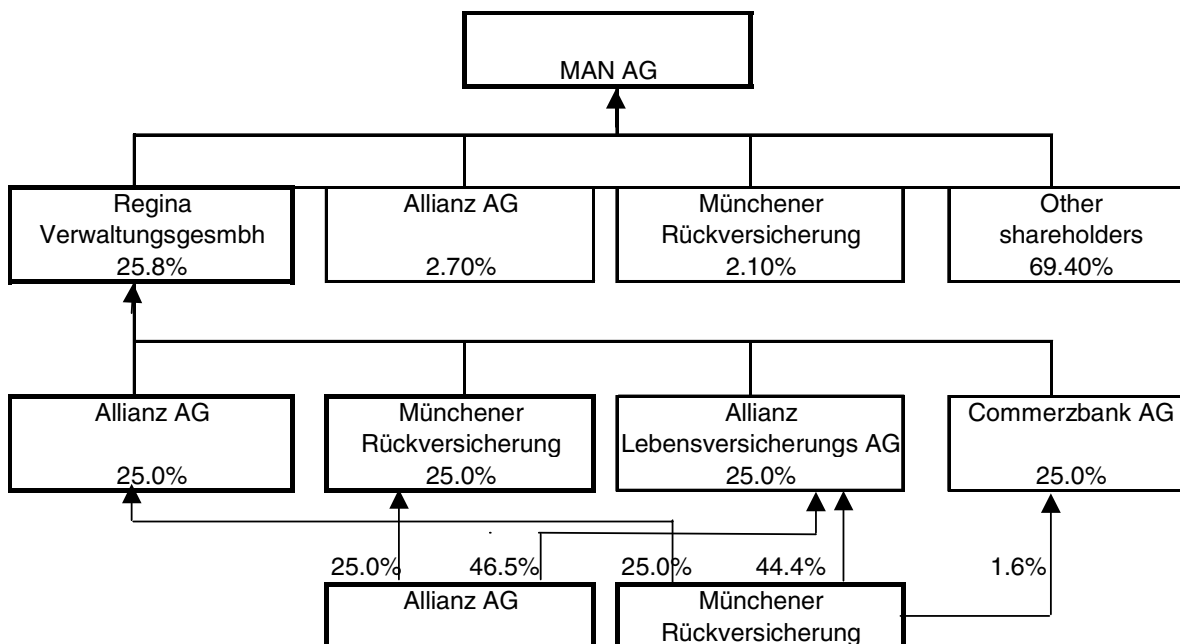 MAN AG
Regina
Verwaltungsgesmbh
25.8%
Allianz AG
2.70%
Münchener
Rückversicherung
2.10%
Other
shareholders
69.40%
Allianz AG
25.0%
Münchener
Rückversicherung
25.0%
Allianz
Lebensversicherungs AG
25.0%
Commerzbank AG
25.0%
25.0%
46.5%
25.0%
44.4%
1.6%
Allianz AG
Münchener
Rückversicherung